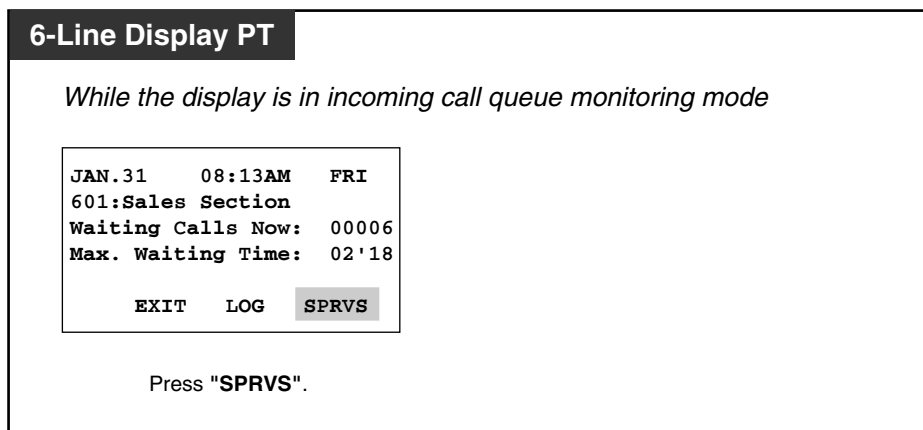 6-Line Display PT
While the display is in incoming call queue monitoring mode
JAN.31 08:13AM FRI
601:Sales Section
Waiting Calls Now: 00006
Max. Waiting Time: 02'18
EXIT LOG SPRVS
Press "SPRVS".